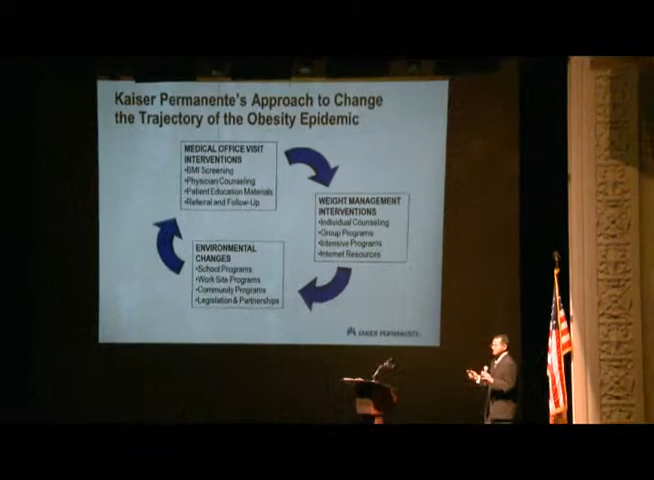 Kaiser Permanente's Approach to Change
the Trajectory of the Obesity Epidemic
MEDICAL OFFICE VISIT
INTERVENTIONS
•BMI Screening
•Physician Counseling
•Patient Education Materials
•Referral and Follow-Up
WEIGHT MANAGEMENT
INTERVENTIONS
•Individual Counseling
•Group Programs
•Intensive Programs
•Internet Resources
ENVIRONMENTAL
CHANGES
•School Programs
•Work Site Programs
•Community Programs
•Legislation & Partnerships
KAISER PERMANENTE